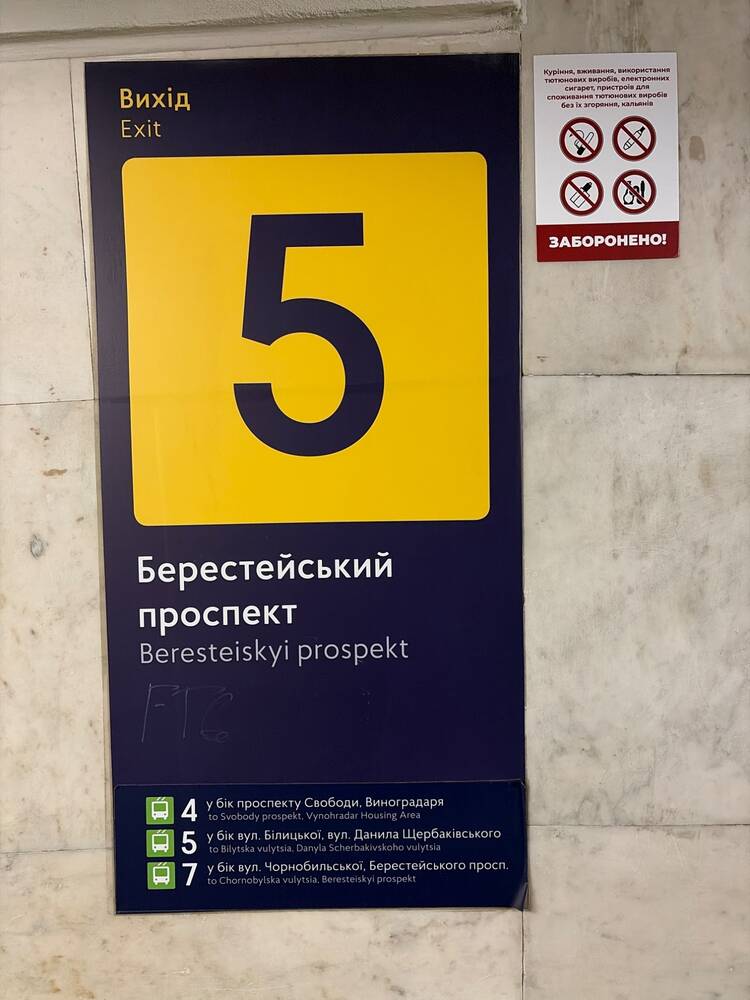 Вихід
Exit
5
Берестейський
проспект
Beresteiskyi prospekt
FTC
4 у бік проспекту Свободи, Виноградаря
to Svobody prospekt, Vynohradar Housing Area
5 у бік вул. Білицької, вул. Данила Щербаківського
to Bilytska vulytsia, Danyla Scherbakivskoho vulytsia
7 у бік вул. Чорнобильської, Берестейського просп.
to Chornobylska vulytsia, Beresteiskyi prospekt
Куріння, вживання, використання
тютюнових виробів, електронних
сигарет, пристроїв для
споживання тютюнових виробів
без їх згоряння, кальянів
ЗАБОРОНЕНО!